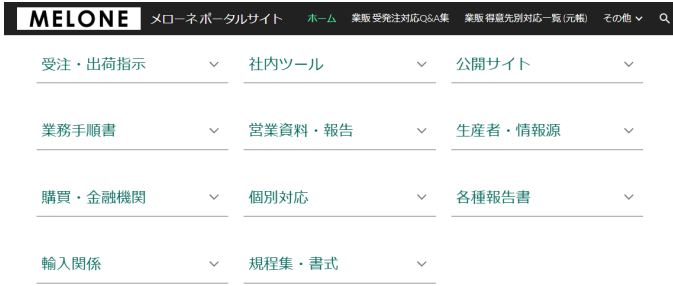 MELONE メローネポータルサイト ホーム 業販 受発注対応Q&A集 業販 得意先別対応一覧 (元帳) その他
受注・出荷指示 社内ツール 公開サイト
業務手順書 営業資料・報告 生産者・情報源
購買・金融機関 個別対応 各種報告書
輸入関係 規程集・書式